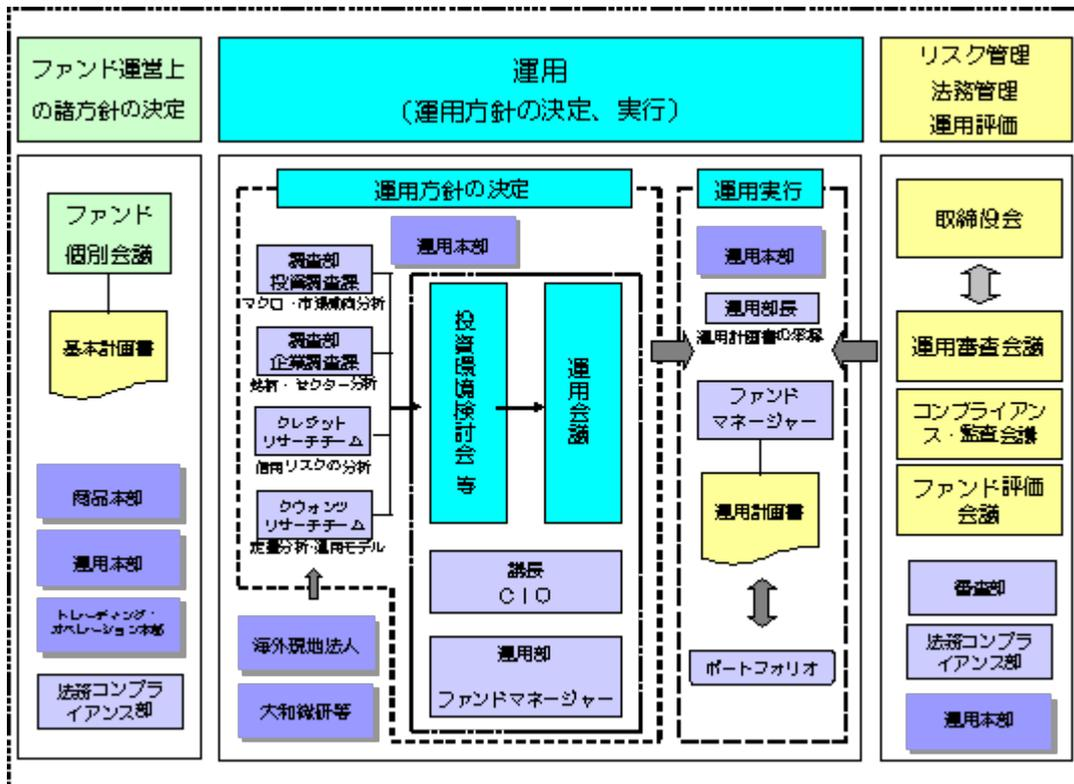 ファンド運営上
の諸方針の決定
運用
（運用方針の決定、実行）
リスク管理
法務管理
運用評価
ファンド
個別会議
基本計画書
商品本部
運用本部
トレーディング・
オペレーション本部
法務コンプラ
イアンス部
運用方針の決定
運用本部
調査部
投資調査課
マクロ・市場動向分析
調査部
企業調査課
銘柄・セクター分析
クレジット
リサーチチーム
信用リスクの分析
クウォンツ
リサーチチーム
定量分析・運用モデル
海外現地法人
大和総研等
投資環境検討会 等
運用会議
議長
CIO
運用部
ファンドマネージャー
運用実行
運用本部
運用部長
運用計画書の承認
ファンド
マネージャー
運用計画書
ポートフォリオ
取締役会
運用審査会議
コンプライアン
ス・監査会議
ファンド評価
会議
審査部
法務コンプラ
イアンス部
運用本部